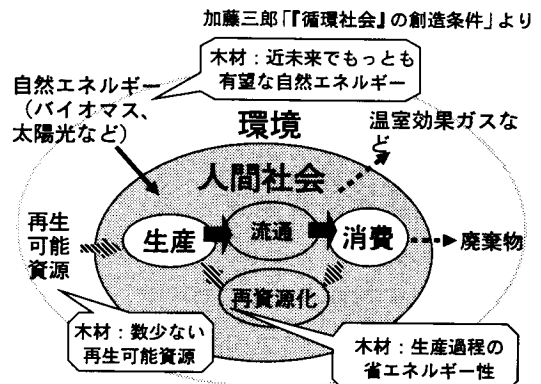 加藤三郎「『循環社会』の創造条件」より
木材:近未来でもっとも
有望な自然エネルギー
自然エネルギー
(バイオマス、
太陽光など)
環境
温室効果ガスな
ど
人間社会
再生
可能
資源
生産
流通
消費
廃棄物
再資源化
木材:数少ない
再生可能資源
木材:生産過程の
省エネルギー性